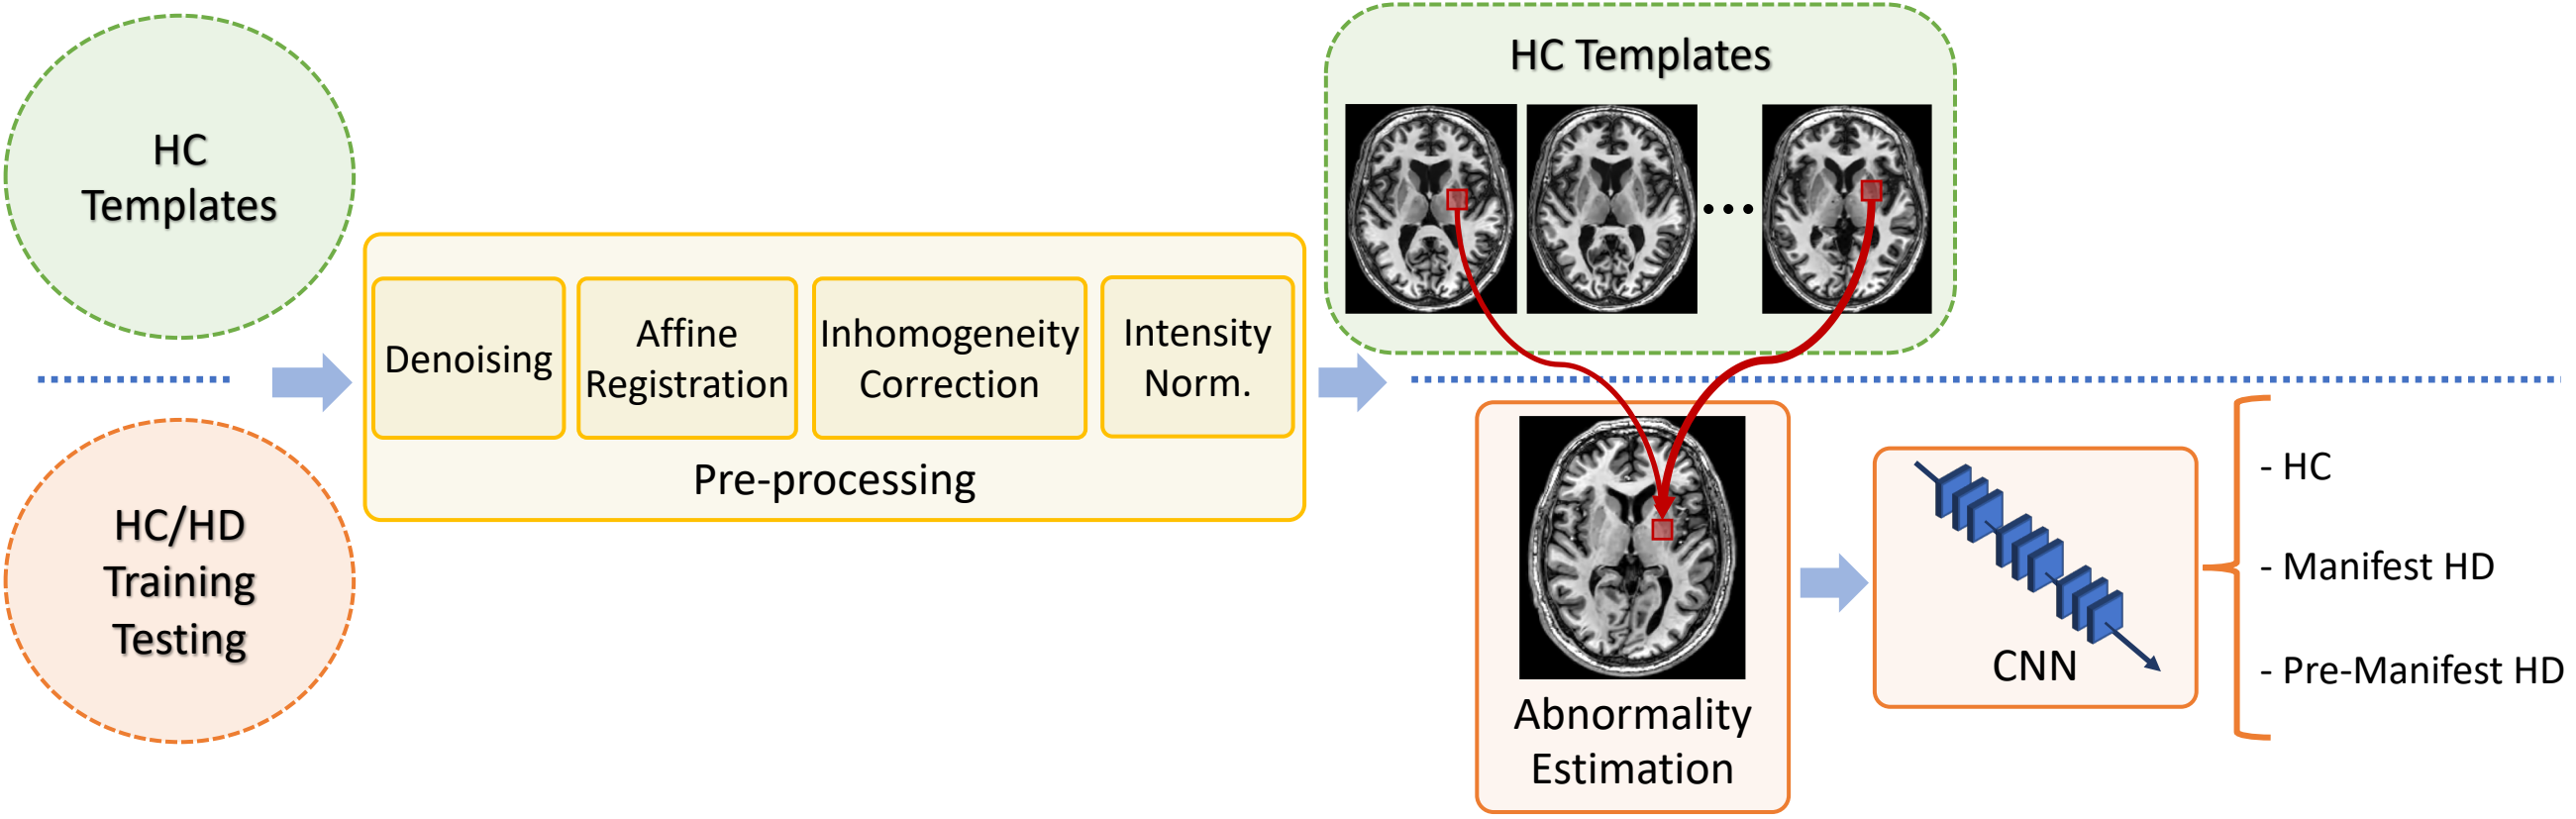 HC
Templates
HC/HD
Training
Testing
Denoising
Affine
Registration
Inhomogeneity
Correction
Intensity
Norm.
Pre-processing
HC Templates
Abnormality
Estimation
CNN
- HC
- Manifest HD
- Pre-Manifest HD